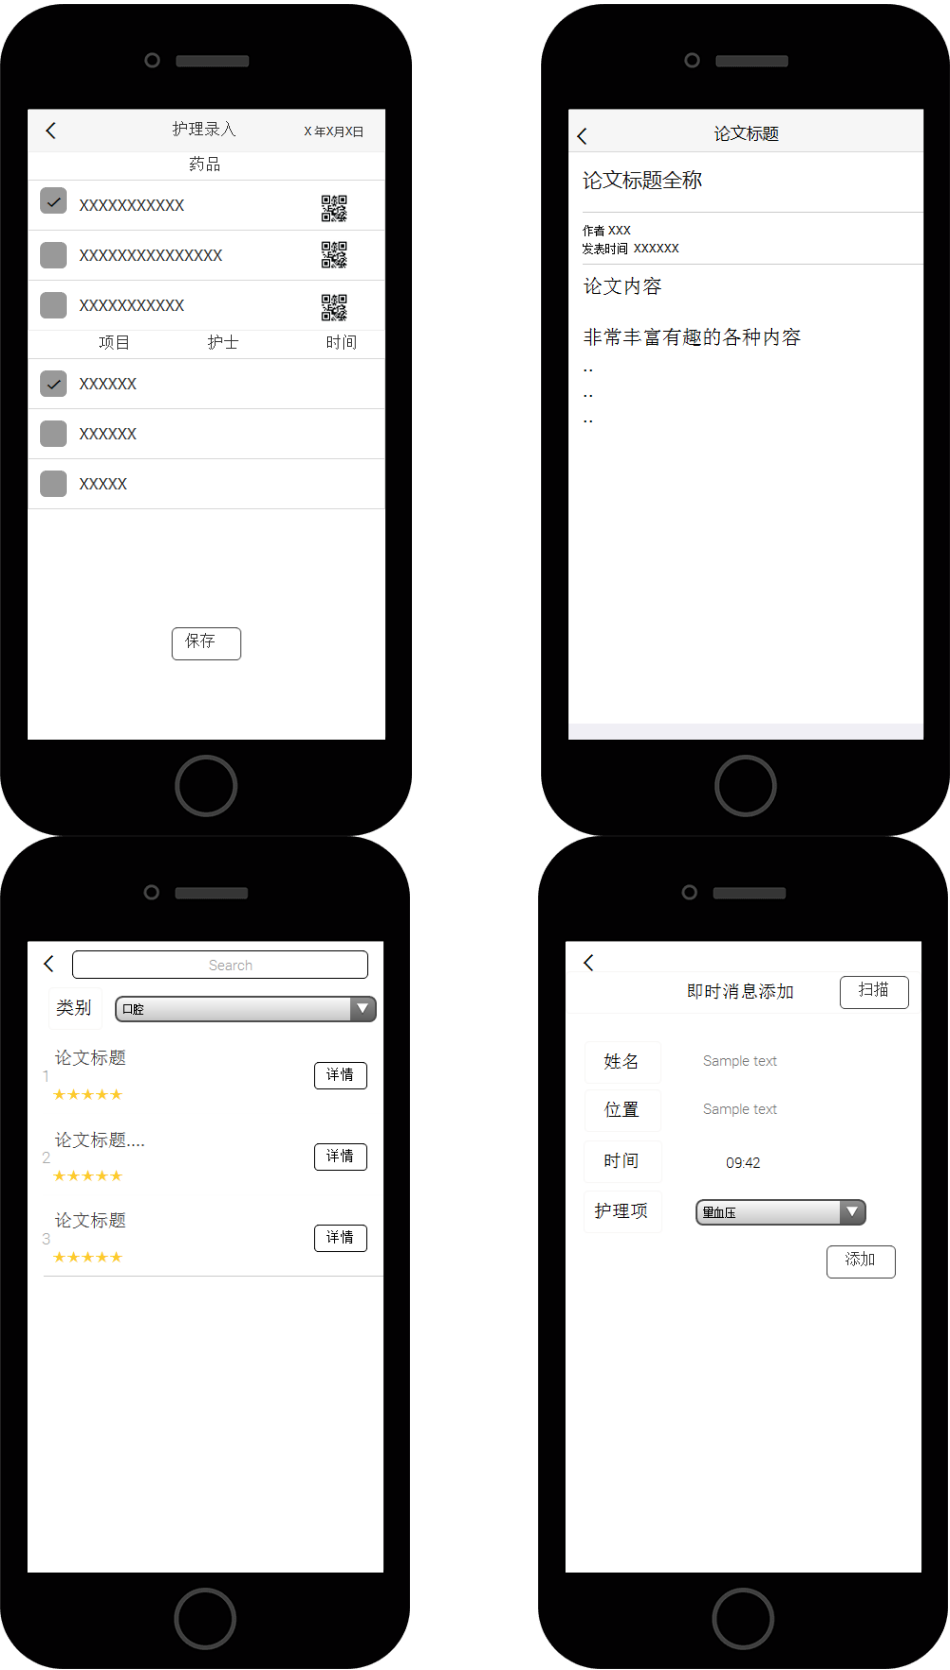 护理录入 X 年X月X日
药品
XXXXXXXXXXX
XXXXXXXXXXXXXXX
XXXXXXXXXXX
项目 护士 时间
XXXXXX
XXXXXX
XXXXX
保存
论文标题
论文标题全称
作者 XXX
发表时间 XXXXXX
论文内容
非常丰富有趣的各种内容
..
..
..
Search
类别 口腔
论文标题
1 详情
★★★★★
论文标题....
2 详情
★★★★★
论文标题
3 详情
★★★★★
即时消息添加 扫描
姓名 Sample text
位置 Sample text
时间 09:42
护理项 量血压
添加